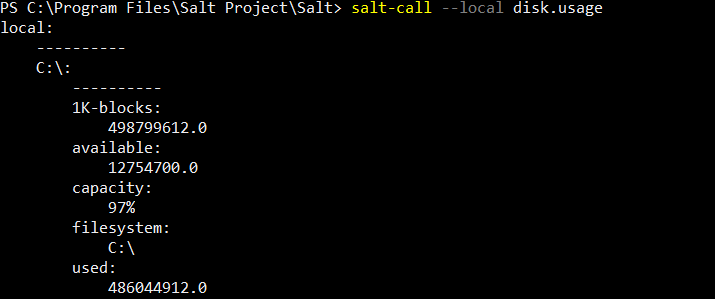 PS C:\Program Files\Salt Project\Salt> salt-call --local disk.usage
local:
----------
C:\:
----------
1K-blocks:
498799612.0
available:
12754700.0
capacity:
97%
filesystem:
C:\
used:
486044912.0